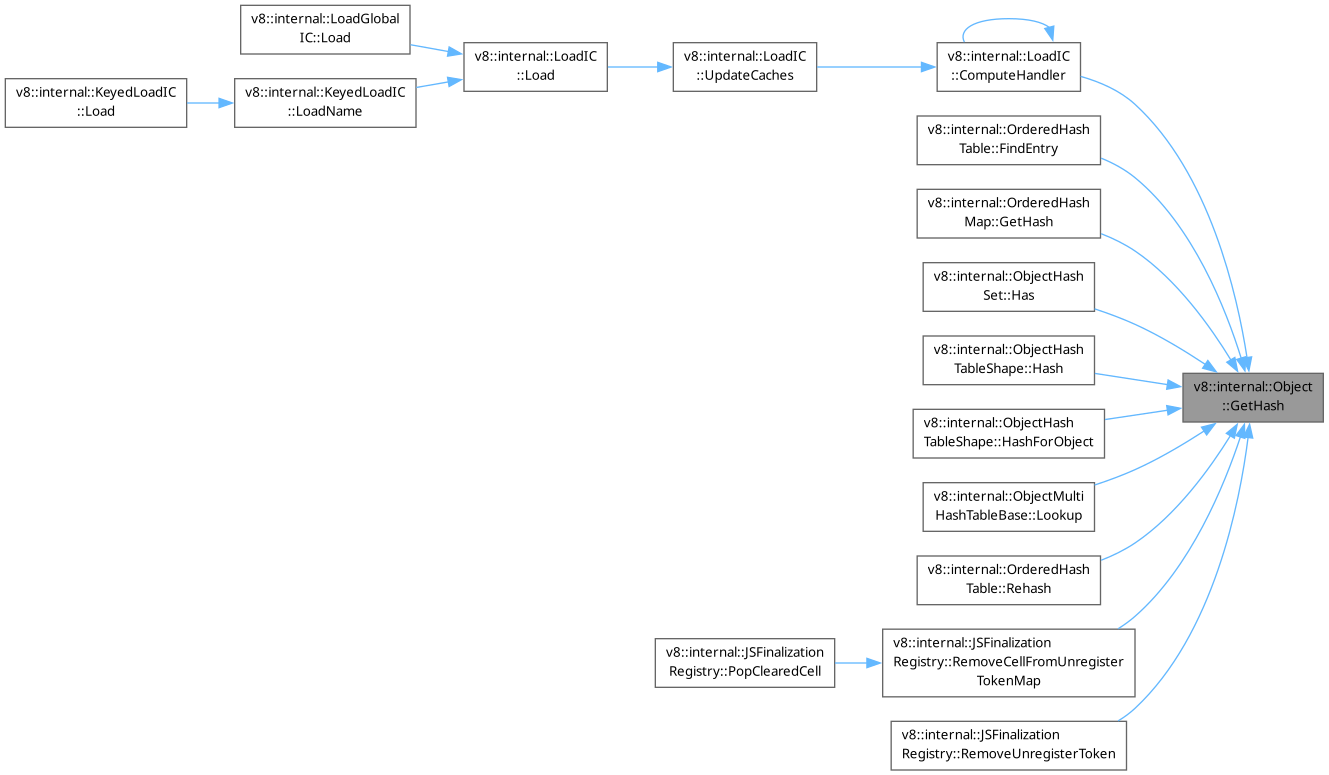 v8::internal::LoadGlobal
IC::Load
v8::internal::KeyedLoadIC
::Load
v8::internal::KeyedLoadIC
::LoadName
v8::internal::LoadIC
::Load
v8::internal::LoadIC
::UpdateCaches
v8::internal::LoadIC
::ComputeHandler
v8::internal::OrderedHash
Table::FindEntry
v8::internal::OrderedHash
Map::GetHash
v8::internal::ObjectHash
Set::Has
v8::internal::ObjectHash
TableShape::Hash
v8::internal::Object
::GetHash
v8::internal::ObjectHash
TableShape::HashForObject
v8::internal::ObjectMulti
HashTableBase::Lookup
v8::internal::OrderedHash
Table::Rehash
v8::internal::JSFinalization
Registry::PopClearedCell
v8::internal::JSFinalization
Registry::RemoveCellFromUnregister
TokenMap
v8::internal::JSFinalization
Registry::RemoveUnregisterToken